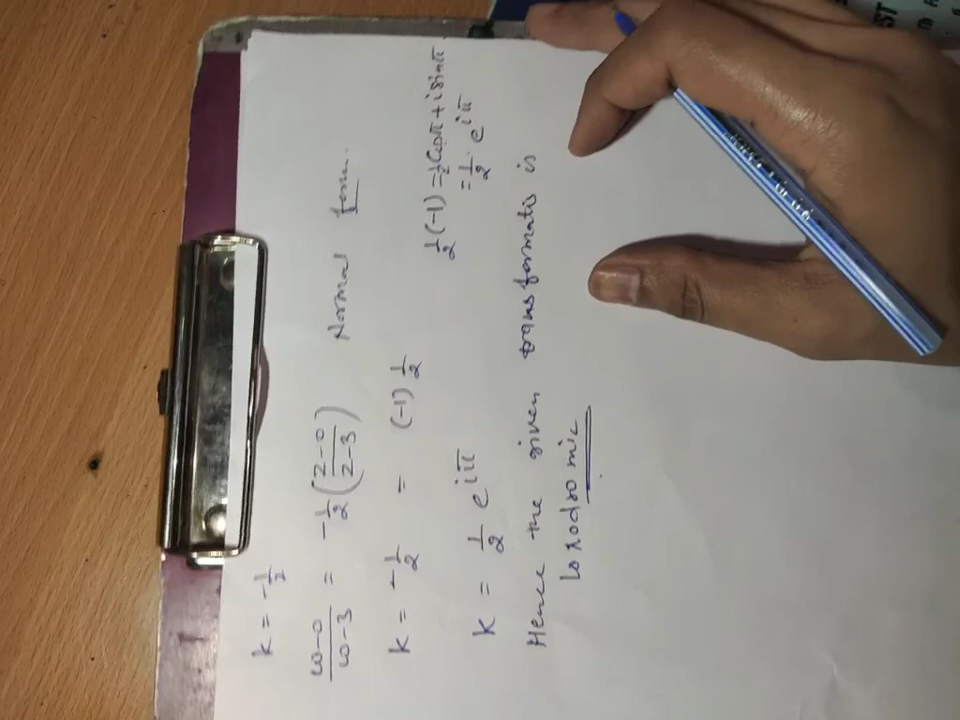 k = -1/2
ω-0/ω-3 = -1/2 (z-0/z-3) Normal form.
k = -1/2 = (-1) 1/2
1/2 (-1) = 1/2 cosπ + i sinπ
= 1/2 e^iπ
k = 1/2 e^iπ
Hence the given transformatis is
loxodromic